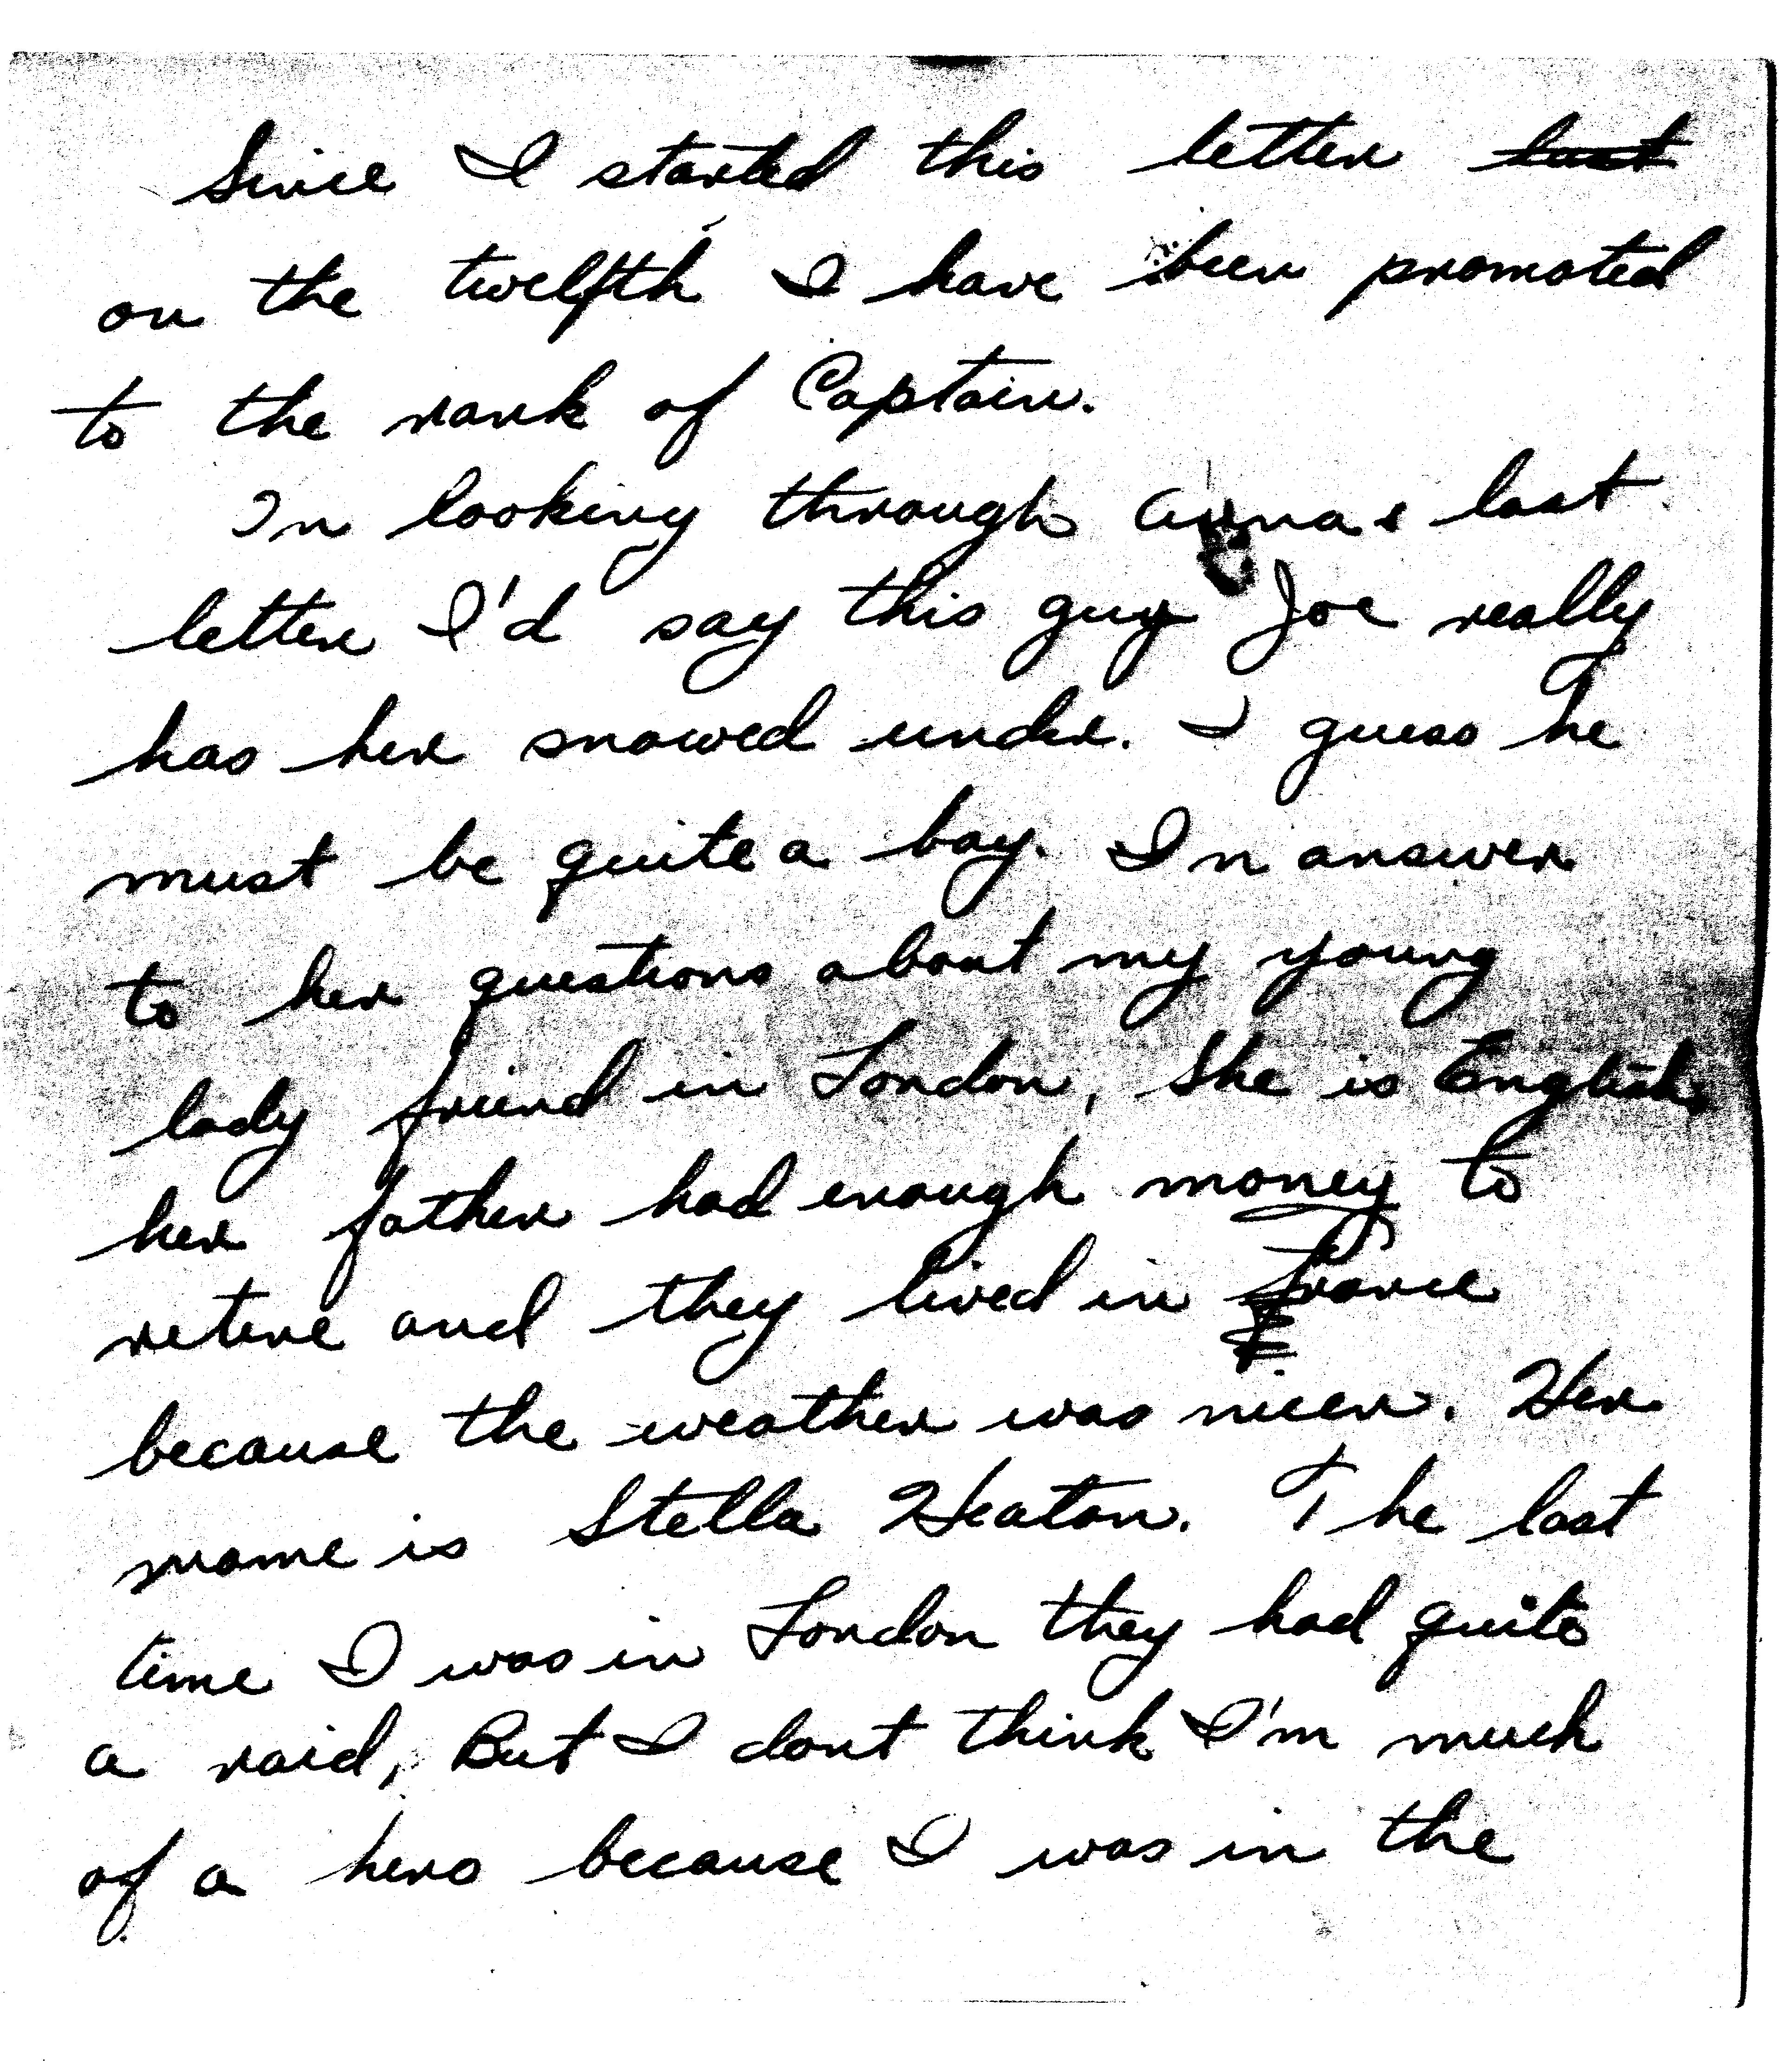 Since I started this letter last
on the twelfth I have been promoted
to the rank of Captain.
In looking through Annas last
letter I'd say this guy Joe really
has her snowed under. I guess he
must be quite a boy. In answer
to her questions about my young
lady friend in London, She is English
her father had enough money to
retire and they lived in France
because the weather was nicer. Her
name is Stella Heaton. The last
time I was in London they had quite
a raid, But I dont think I'm much
of a hero because I was in the